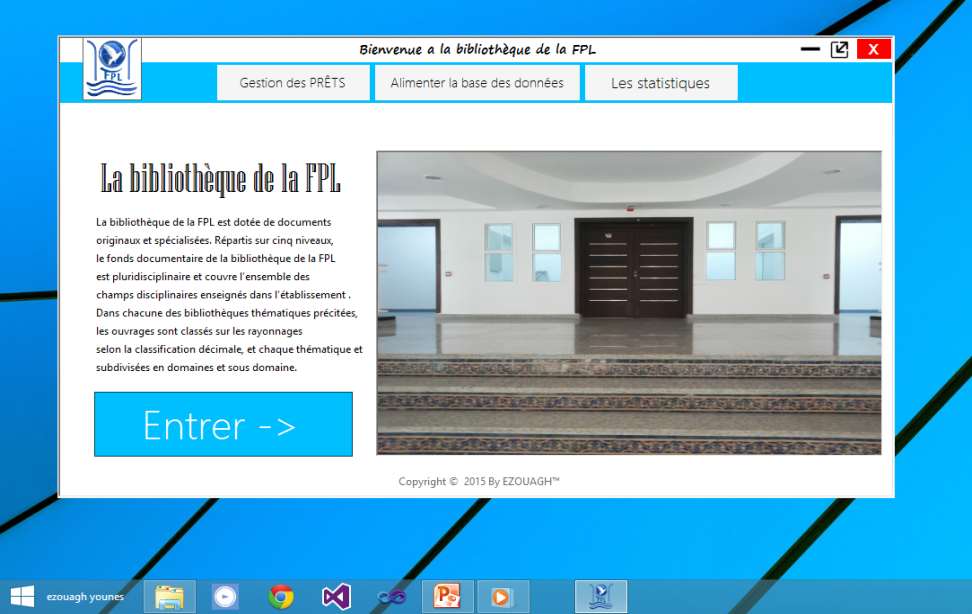 Bienvenue a la bibliothèque de la FPL
X
FPL
Gestion des PRÊTS
Alimenter la base des données
Les statistiques
La bibliothèque de la FPL
La bibliothèque de la FPL est dotée de documents
originaux et spécialisées. Répartis sur cinq niveaux,
le fonds documentaire de la bibliothèque de la FPL
est pluridisciplinaire et couvre l'ensemble des
champs disciplinaires enseignés dans l'établissement .
Dans chacune des bibliothèques thématiques précitées,
les ouvrages sont classés sur les rayonnages
selon la classification décimale, et chaque thématique et
subdivisées en domaines et sous domaine.
Entrer ->
Copyright © 2015 By EZOUAGH™
ezouagh younes